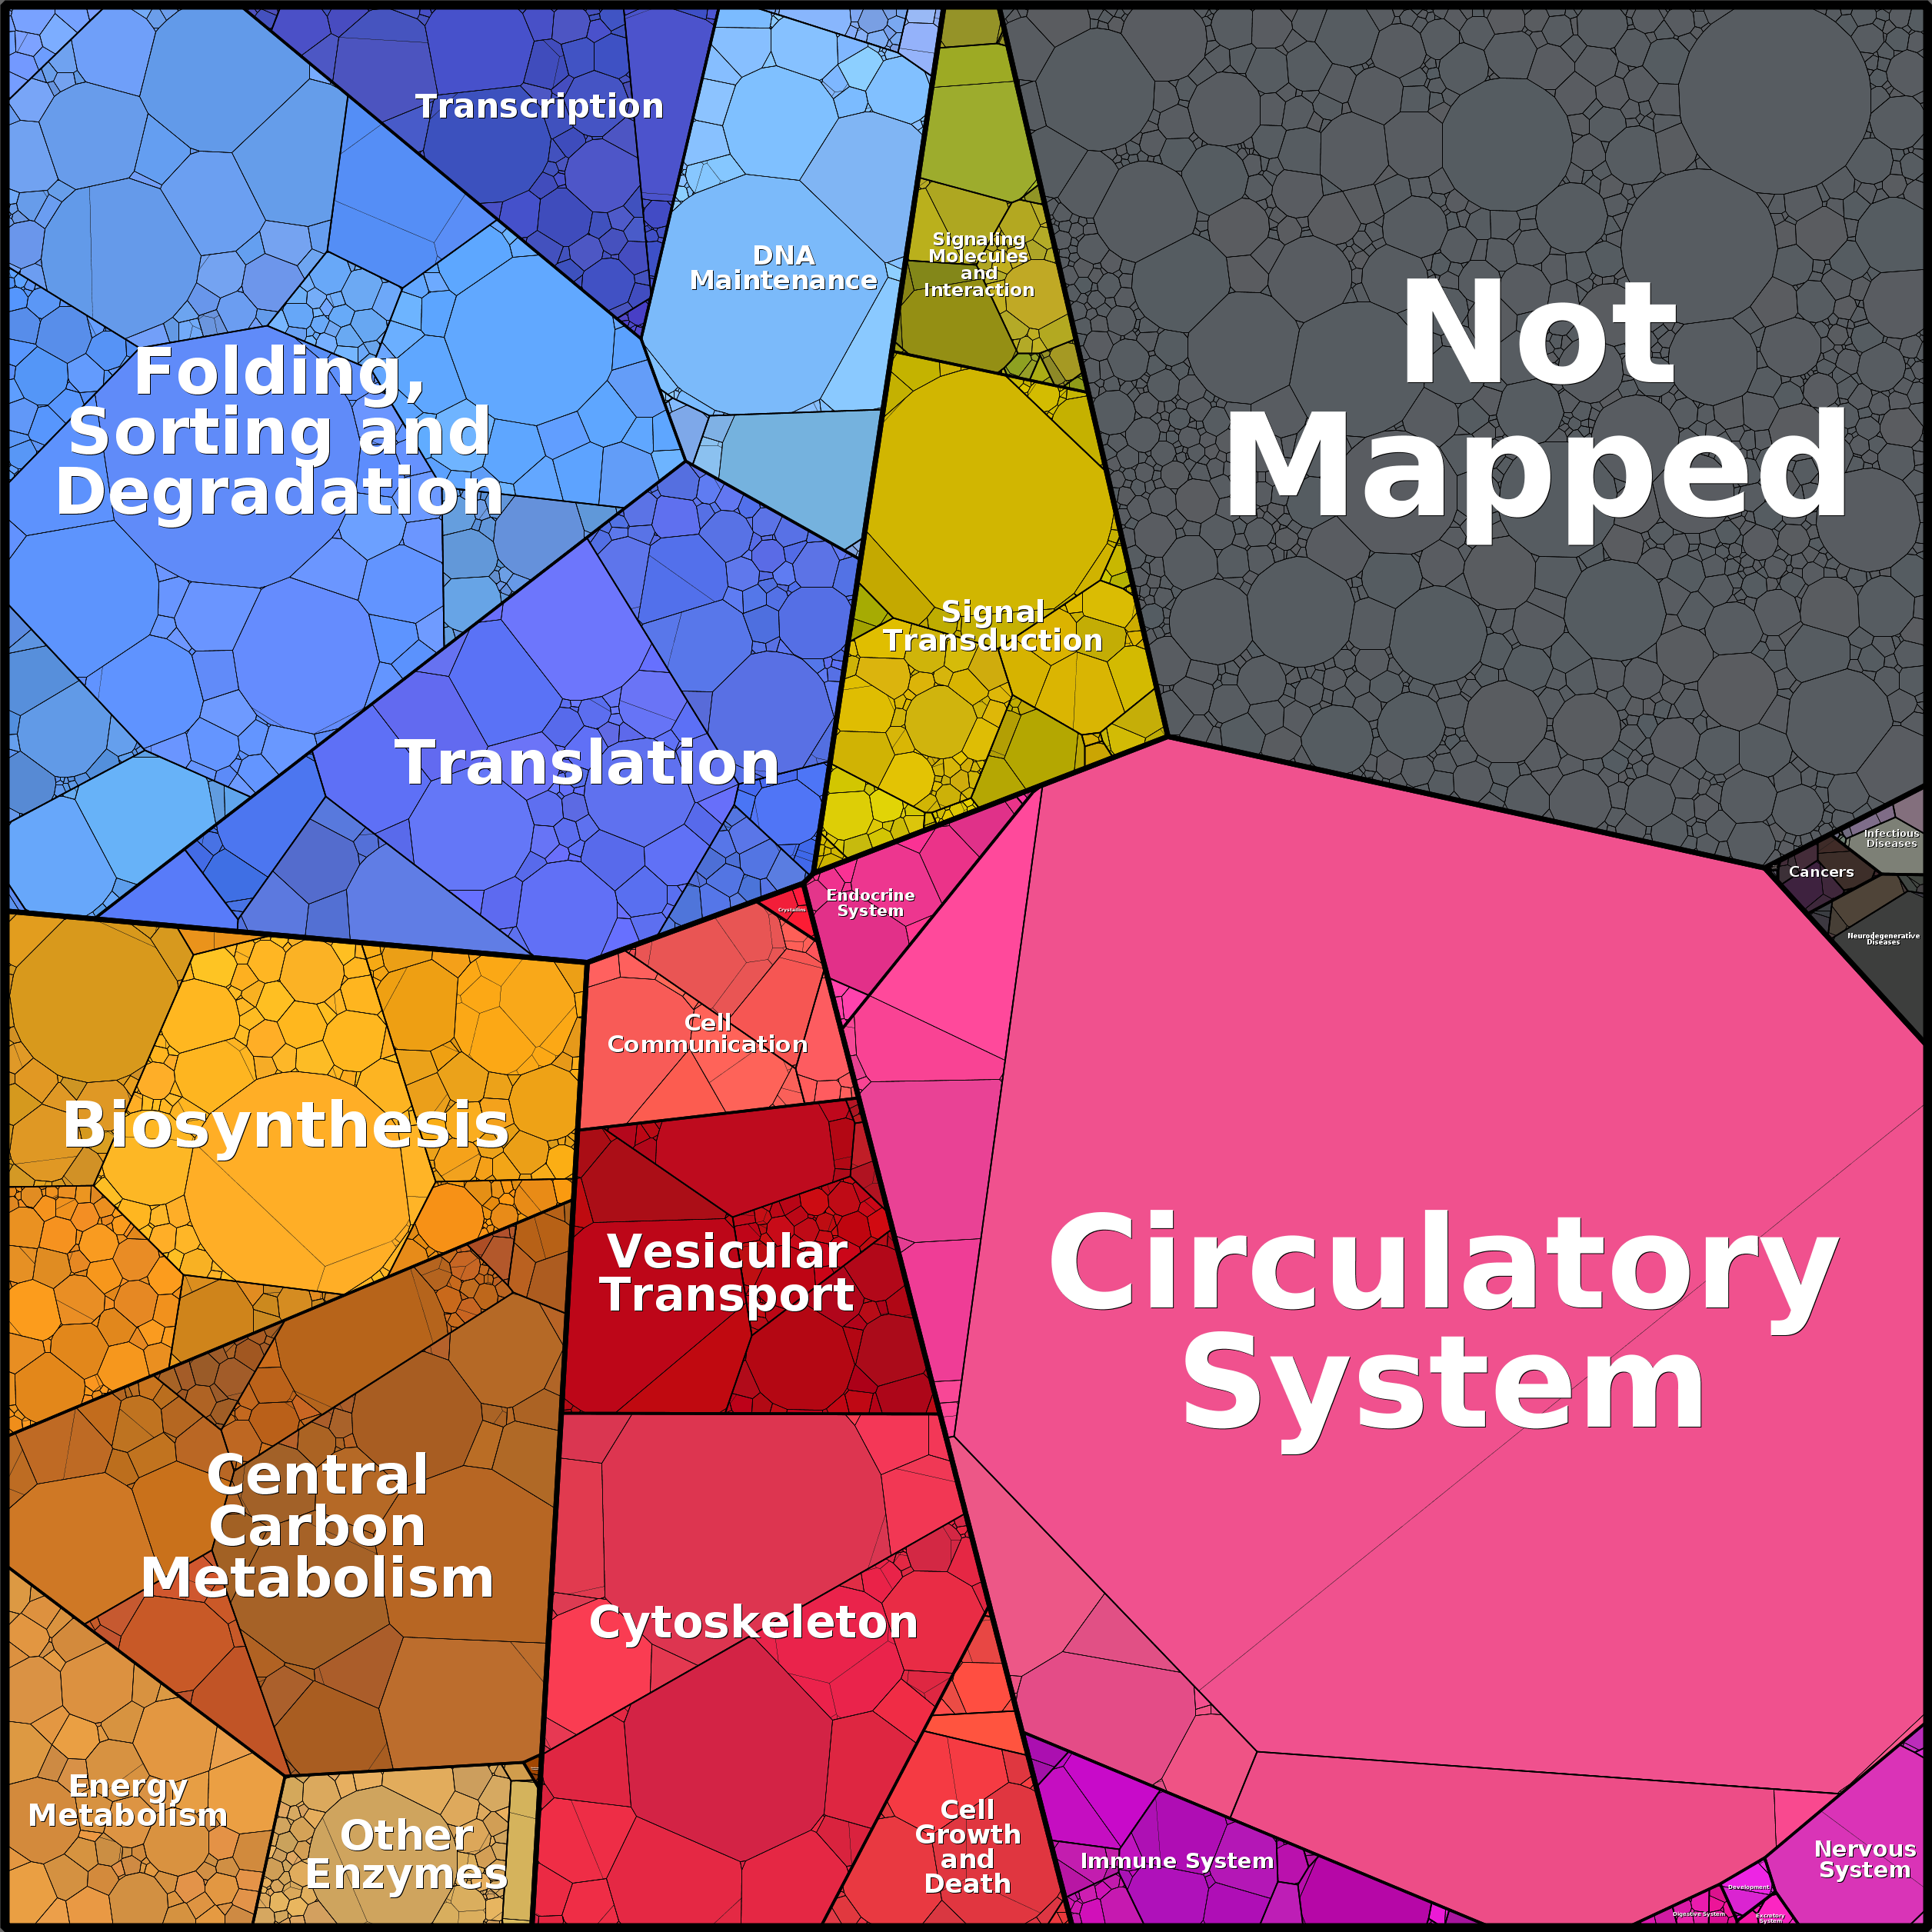 Transcription
DNA
Maintenance
Signaling
Molecules
and
Interaction
Not
Mapped
Folding,
Sorting and
Degradation
Signal
Transduction
Translation
Infectious
Diseases
Cancers
Neurodegenerative
Diseases
Endocrine
System
Crystallins
Cell
Communication
Biosynthesis
Vesicular
Transport
Circulatory
System
Central
Carbon
Metabolism
Cytoskeleton
Energy
Metabolism
Other
Enzymes
Cell
Growth
and
Death
Immune System
Nervous
System
Development
Digestive System
Excretory
System